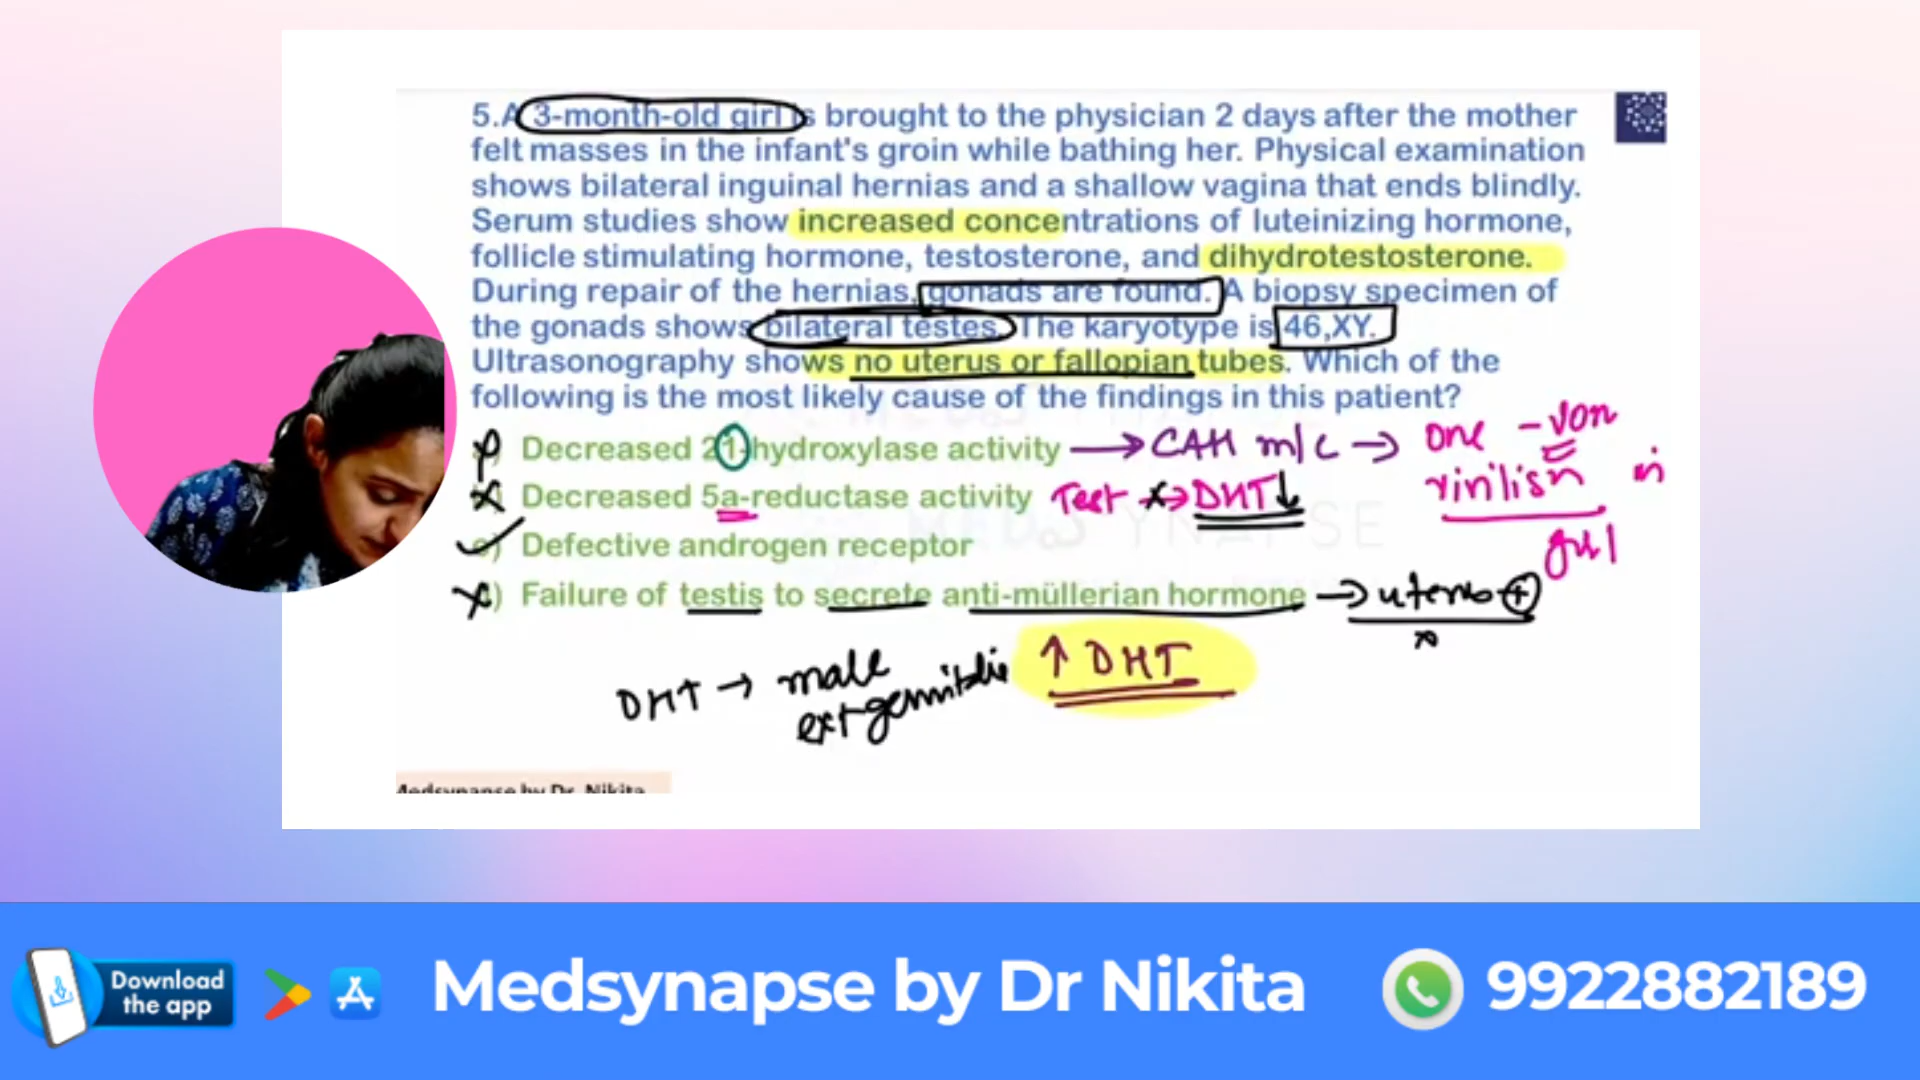 5.A 3-month-old girl is brought to the physician 2 days after the mother
felt masses in the infant's groin while bathing her. Physical examination
shows bilateral inguinal hernias and a shallow vagina that ends blindly.
Serum studies show increased concentrations of luteinizing hormone,
follicle stimulating hormone, testosterone, and dihydrotestosterone.
During repair of the hernias, gonads are found. A biopsy specimen of
the gonads shows bilateral testes. The karyotype is 46,XY.
Ultrasonography shows no uterus or fallopian tubes. Which of the
following is the most likely cause of the findings in this patient?
Decreased 21-hydroxylase activity → CAH m/c → one
virilism in
girl
Decreased 5a-reductase activity Test x→ DHT↓
c) Defective androgen receptor
) Failure of testis to secrete anti-müllerian hormone → uterus +
DHT → male
ext genitalia
↑ DHT
Medsynapse by Dr. Nikita
Download
the app
Medsynapse by Dr Nikita
9922882189